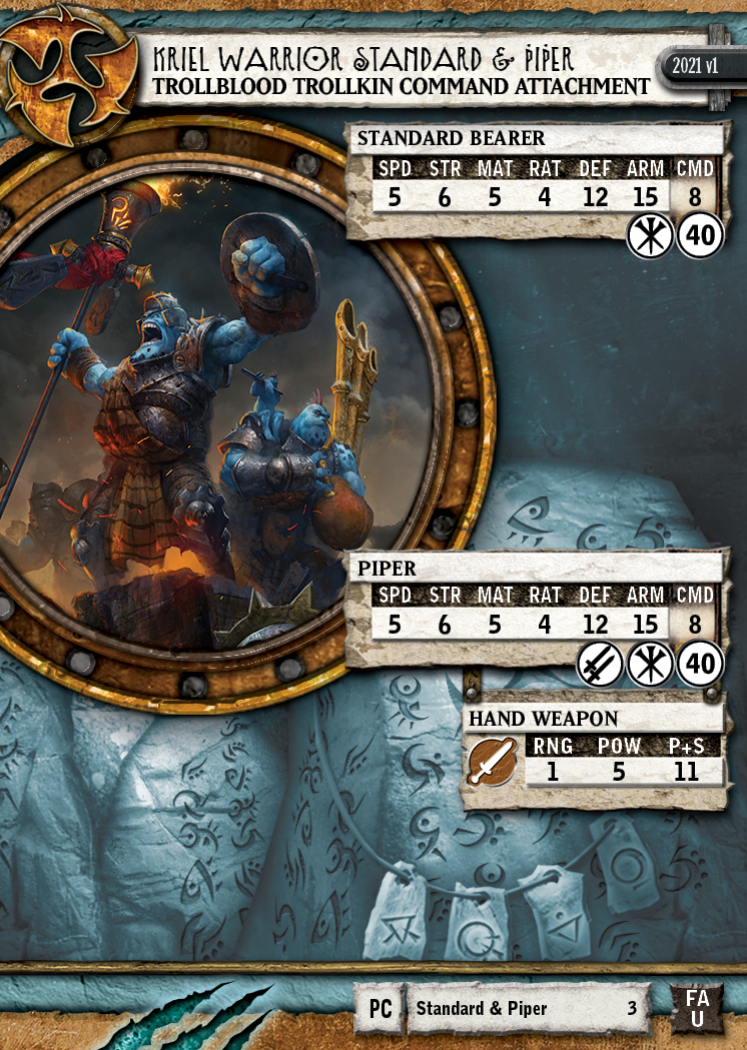 KRIEL WARRIOR STANDARD & PIPER
TROLLBLOOD TROLLKIN COMMAND ATTACHMENT
2021 v1
STANDARD BEARER
SPD STR MAT RAT DEF ARM CMD
5 6 5 4 12 15 8
40
PIPER
SPD STR MAT RAT DEF ARM CMD
5 6 5 4 12 15 8
40
HAND WEAPON
RNG POW P+S
1 5 11
PC Standard & Piper 3
FA
U